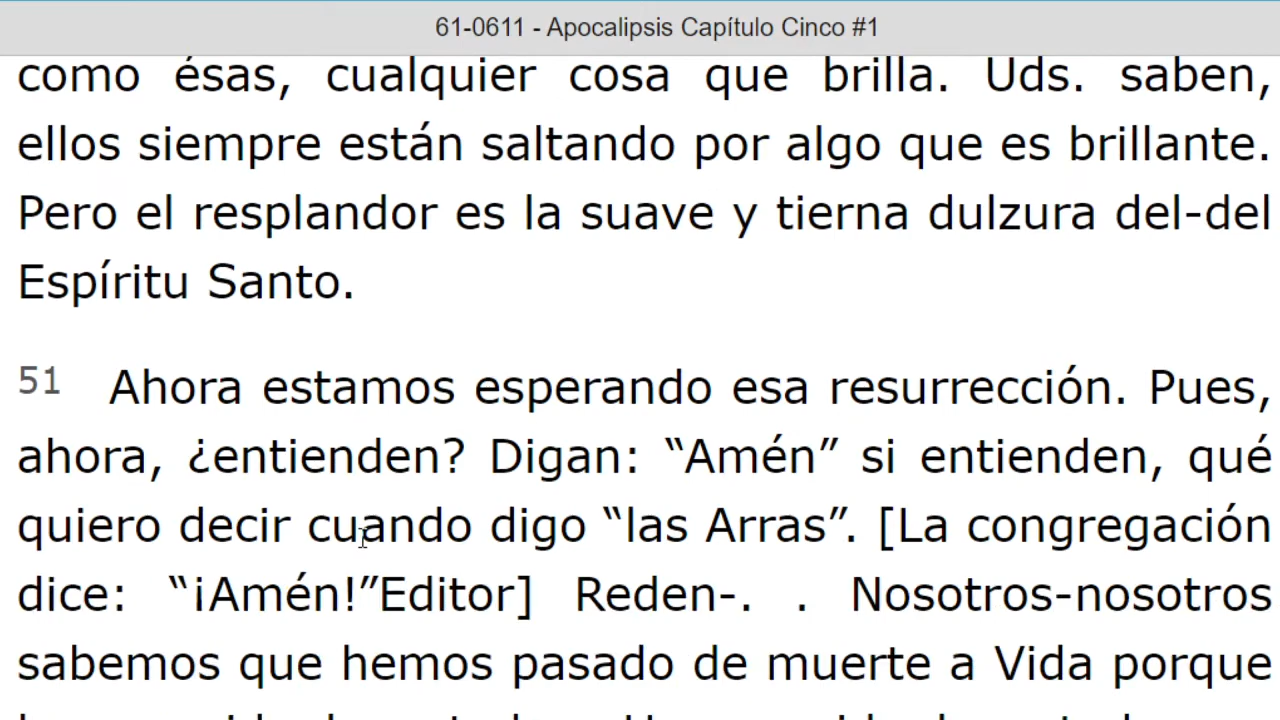 61-0611 - Apocalipsis Capítulo Cinco #1
como ésas, cualquier cosa que brilla. Uds. saben,
ellos siempre están saltando por algo que es brillante.
Pero el resplandor es la suave y tierna dulzura del-del
Espíritu Santo.
51 Ahora estamos esperando esa resurrección. Pues,
ahora, ¿entienden? Digan: “Amén” si entienden, qué
quiero decir cuando digo “las Arras”. [La congregación
dice: “¡Amén!”Editor] Reden-. . Nosotros-nosotros
sabemos que hemos pasado de muerte a Vida porque